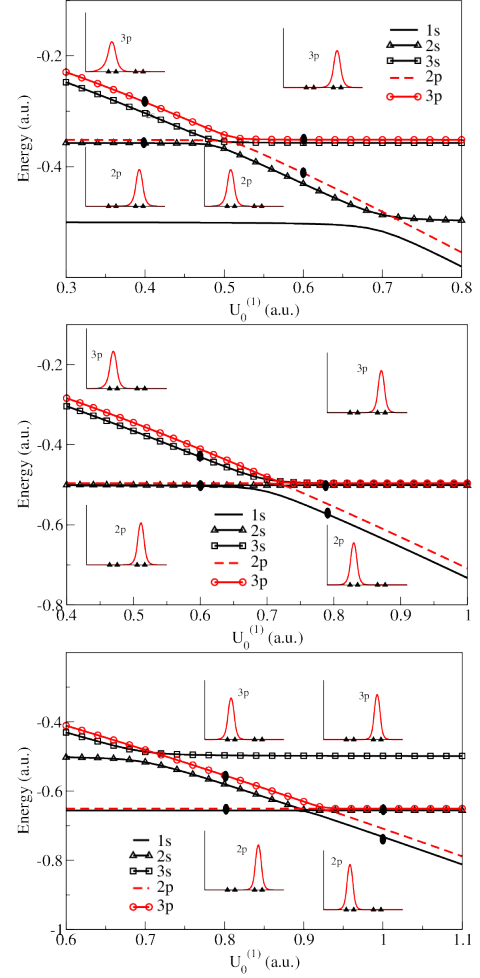 -0.2
-0.4
Energy (a.u.)
3p
3p
2p
2p
1s
2s
3s
2p
3p
0.3 0.4 0.5 0.6 0.7 0.8
U₀⁽¹⁾ (a.u.)
-0.2
-0.4
-0.6
-0.8
Energy (a.u.)
3p
3p
2p
2p
1s
2s
3s
2p
3p
0.4 0.5 0.6 0.7 0.8 0.9 1
U₀⁽¹⁾ (a.u.)
-0.4
-0.6
-0.8
-1
Energy (a.u.)
3p
3p
2p
2p
1s
2s
3s
2p
3p
0.6 0.7 0.8 0.9 1 1.1
U₀⁽¹⁾ (a.u.)